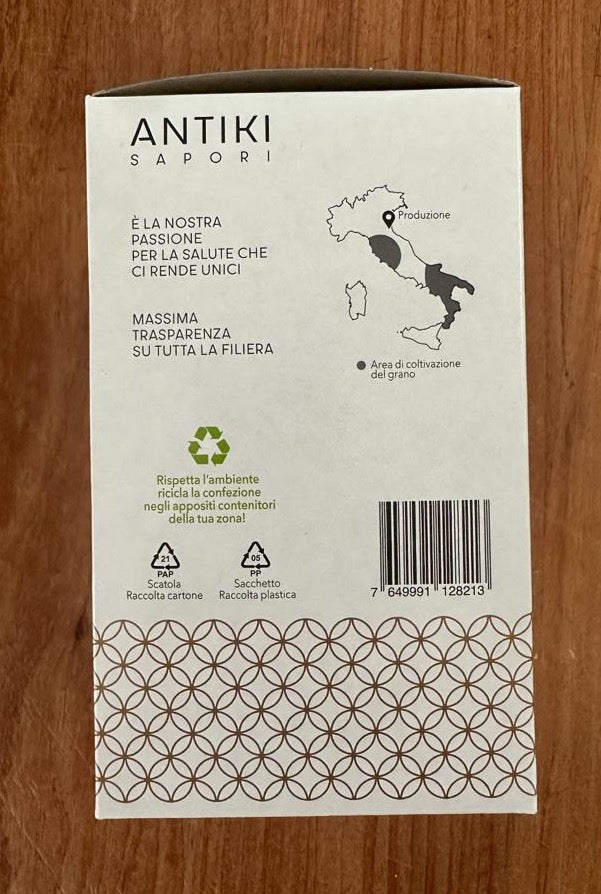 ANTIKI
SAPORI
È LA NOSTRA
PASSIONE
PER LA SALUTE CHE
CI RENDE UNICI
MASSIMA
TRASPARENZA
SU TUTTA LA FILIERA
Produzione
Area di coltivazione
del grano
Rispetta l'ambiente
ricicla la confezione
negli appositi contenitori
della tua zona!
21
PAP
Scatola
Raccolta cartone
05
PP
Sacchetto
Raccolta plastica
7 649991 128213